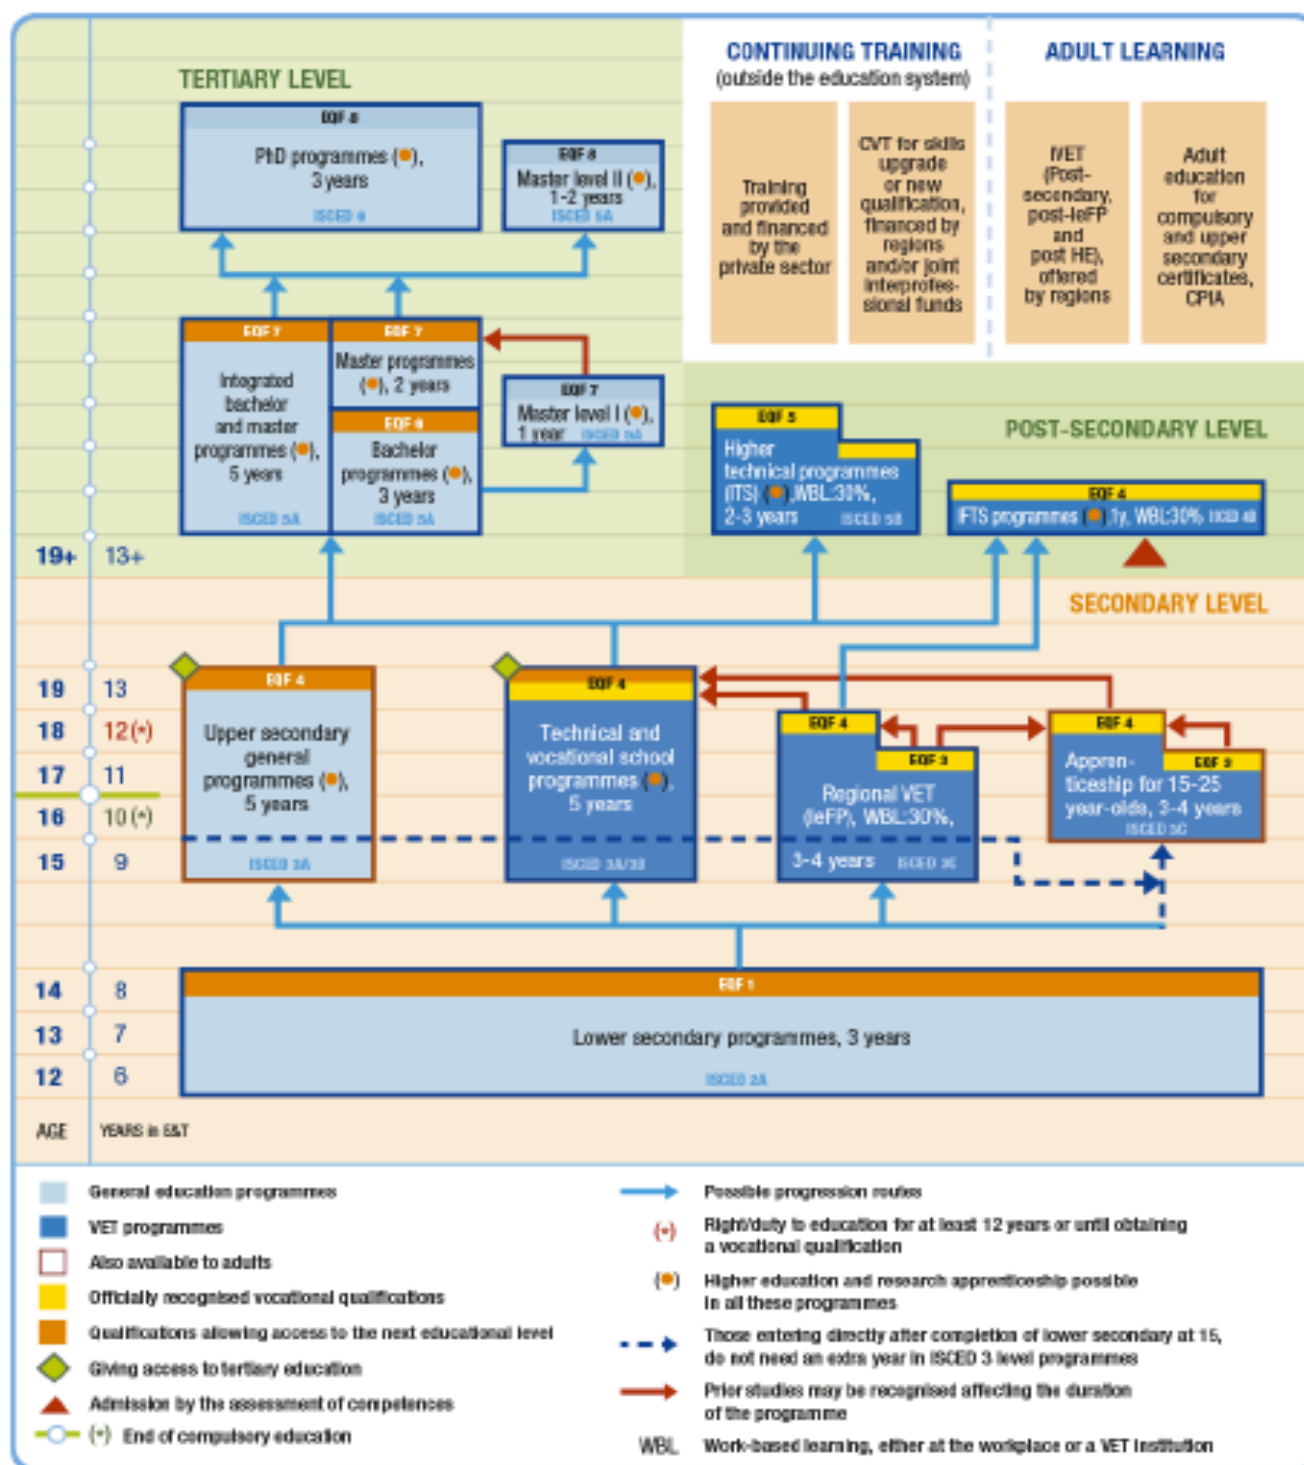 CONTINUING TRAINING
(outside the education system)
ADULT LEARNING
TERTIARY LEVEL
EQF 8
PhD programmes (●),
3 years
ISCED 6
EQF 8
Master level II (●),
1-2 years
ISCED 5A
Training
provided
and financed
by the
private sector
CVT for skills
upgrade
or new
qualification,
financed by
regions
and/or joint
interprofes-
sional funds
IVET
(Post-
secondary,
post-IeFP
and
post HE),
offered
by regions
Adult
education
for
compulsory
and upper
secondary
certificates,
CPIA
EQF 7
Integrated
bachelor
and master
programmes (●),
5 years
ISCED 5A
EQF 7
Master programmes
(●), 2 years
EQF 6
Bachelor
programmes (●),
3 years
ISCED 5A
EQF 7
Master level I (●),
1 year ISCED 5A
POST-SECONDARY LEVEL
EQF 5
Higher
technical programmes
(ITS) (●),WBL:30%,
2-3 years ISCED 5B
EQF 4
IFTS programmes (●) 1y, WBL:30% ISCED 4B
19+ 13+
SECONDARY LEVEL
19 13
18 12(*)
17 11
16 10(*)
15 9
EQF 4
Upper secondary
general
programmes (●),
5 years
ISCED 3A
EQF 4
Technical and
vocational school
programmes (●),
5 years
ISCED 3A/3B
EQF 4
EQF 3
Regional VET
(IeFP), WBL:30%,
3-4 years ISCED 3C
EQF 4
EQF 3
Appren-
ticeship for 15-25
year-olds, 3-4 years
ISCED 3C
14 8
13 7
12 6
EQF 1
Lower secondary programmes, 3 years
ISCED 2A
AGE YEARS in E&T
General education programmes
VET programmes
Also available to adults
Officially recognised vocational qualifications
Qualifications allowing access to the next educational level
Giving access to tertiary education
Admission by the assessment of competences
(*) End of compulsory education
Possible progression routes
(*) Right/duty to education for at least 12 years or until obtaining
a vocational qualification
(●) Higher education and research apprenticeship possible
in all these programmes
Those entering directly after completion of lower secondary at 15,
do not need an extra year in ISCED 3 level programmes
Prior studies may be recognised affecting the duration
of the programme
WBL Work-based learning, either at the workplace or a VET institution